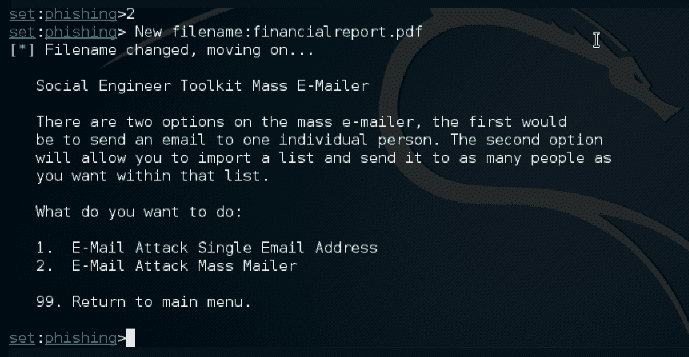 set:phishing>2
set:phishing> New filename:financialreport.pdf
[*] Filename changed, moving on...
Social Engineer Toolkit Mass E-Mailer
There are two options on the mass e-mailer, the first would
be to send an email to one individual person. The second option
will allow you to import a list and send it to as many people as
you want within that list.
What do you want to do:
1. E-Mail Attack Single Email Address
2. E-Mail Attack Mass Mailer
99. Return to main menu.
set:phishing>